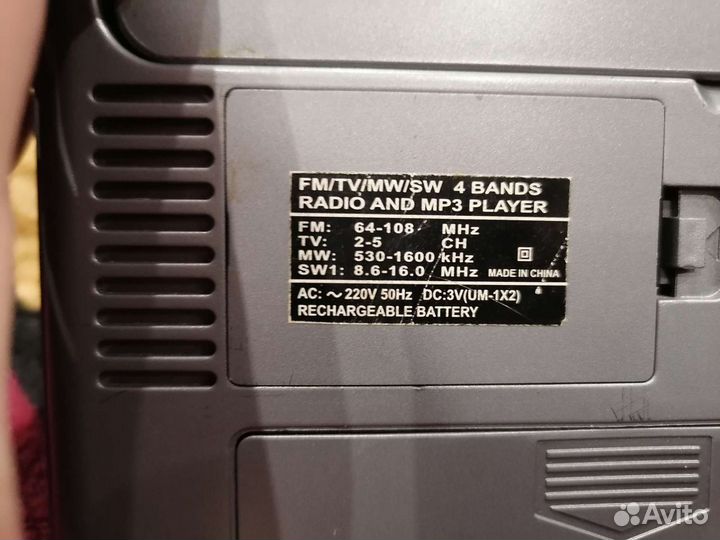 FM/TV/MW/SW 4 BANDS
RADIO AND MP3 PLAYER
FM: 64-108 MHz
TV: 2-5 CH
MW: 530-1600 kHz
SW1: 8.6-16.0 MHz MADE IN CHINA
AC: ~ 220V 50Hz DC:3V(UM-1X2)
RECHARGEABLE BATTERY
Avito